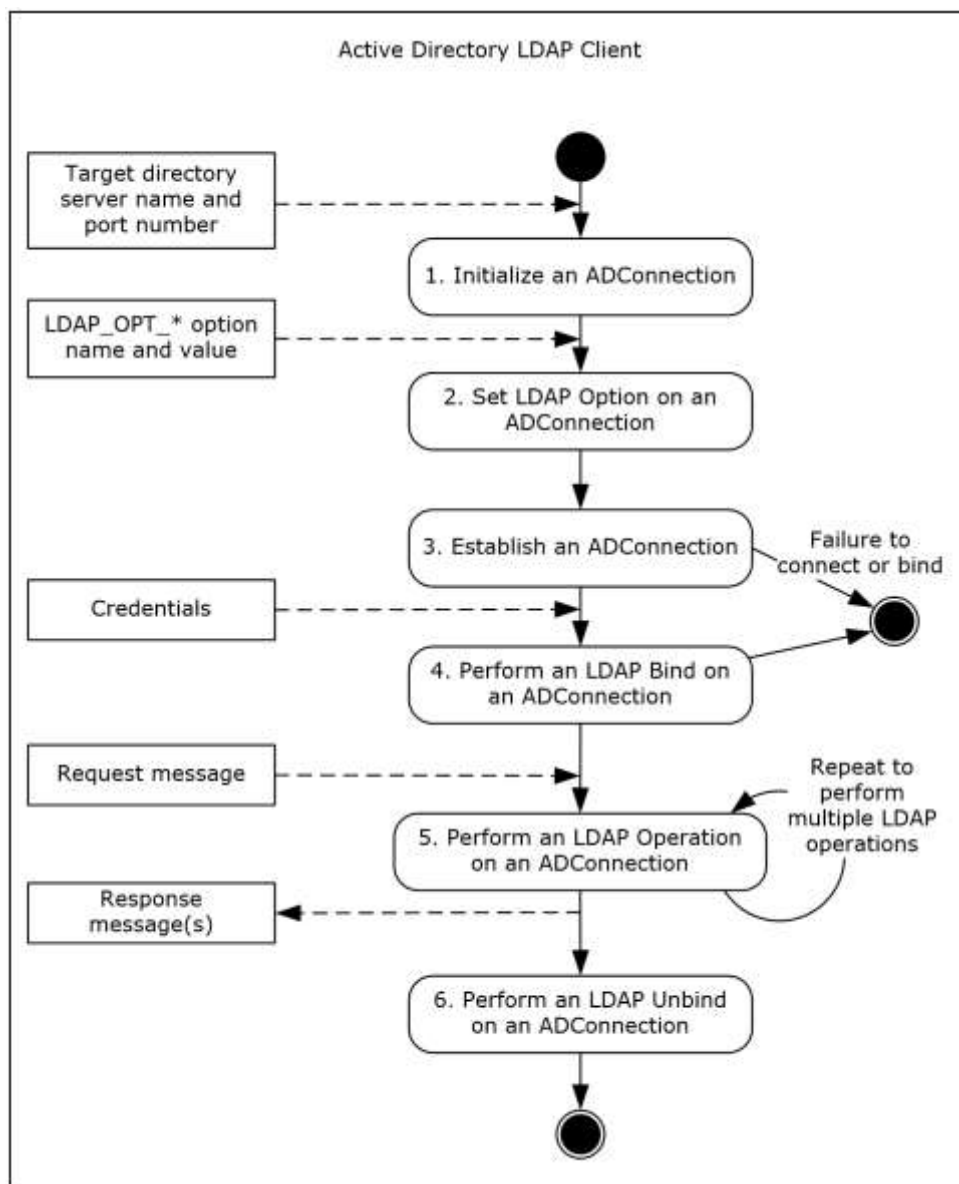 Active Directory LDAP Client
Target directory
server name and
port number
1. Initialize an ADConnection
LDAP_OPT_* option
name and value
2. Set LDAP Option on an
ADConnection
3. Establish an ADConnection
Failure to
connect or bind
Credentials
4. Perform an LDAP Bind on
an ADConnection
Request message
Repeat to
perform
multiple LDAP
operations
5. Perform an LDAP Operation
on an ADConnection
Response
message(s)
6. Perform an LDAP Unbind
on an ADConnection